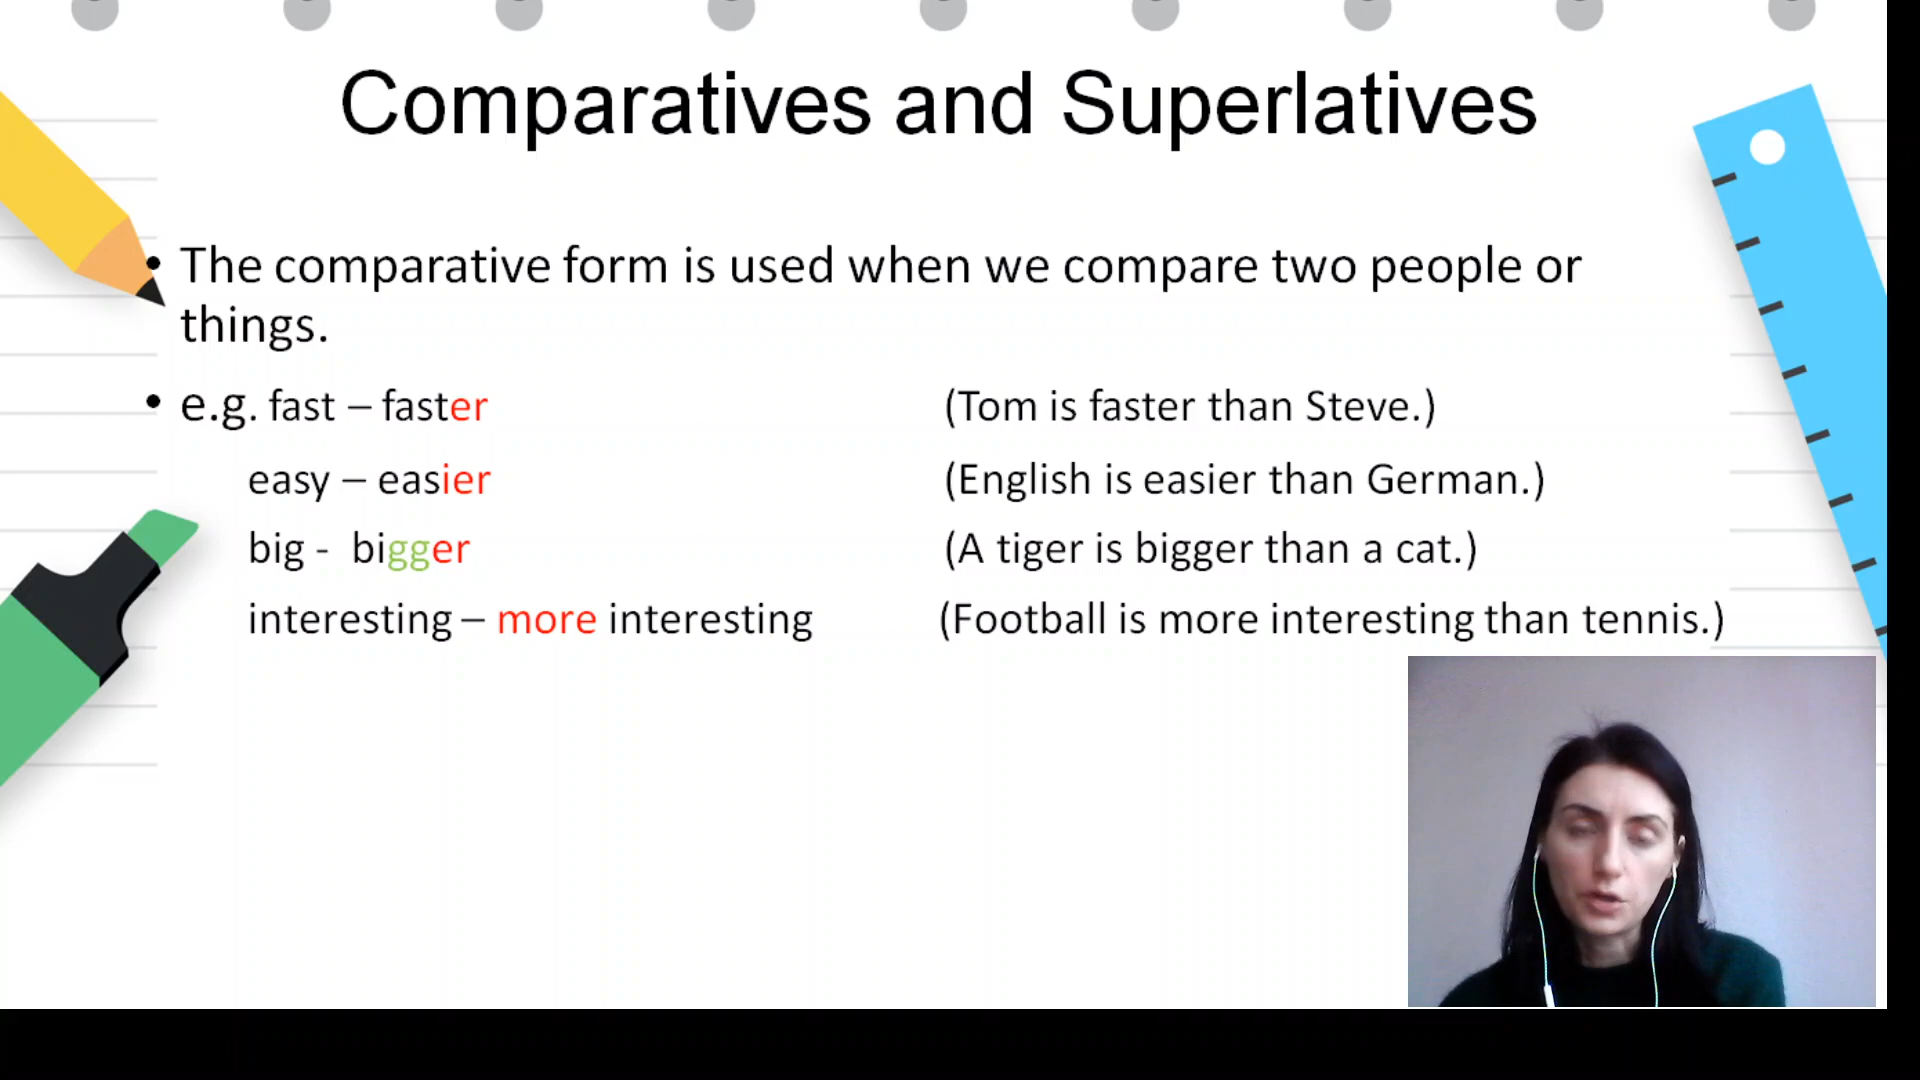 Comparatives and Superlatives
• The comparative form is used when we compare two people or
things.
• e.g. fast – faster (Tom is faster than Steve.)
easy – easier (English is easier than German.)
big - bigger (A tiger is bigger than a cat.)
interesting – more interesting (Football is more interesting than tennis.)